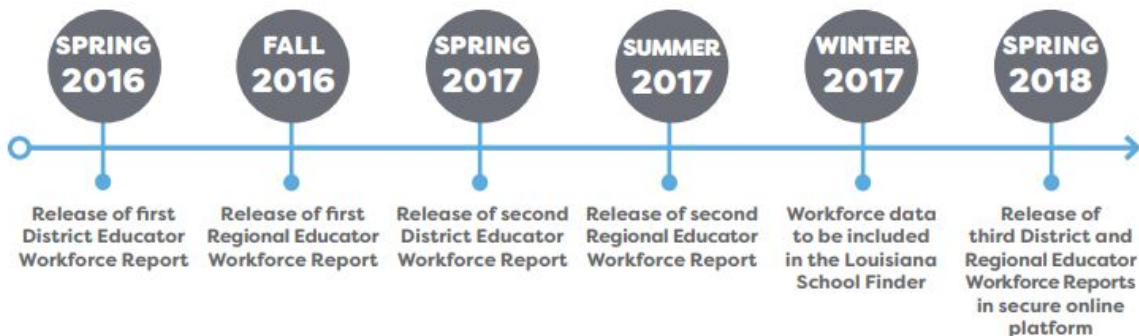 SPRING
2016
FALL
2016
SPRING
2017
SUMMER
2017
WINTER
2017
SPRING
2018
Release of first
District Educator
Workforce Report
Release of first
Regional Educator
Workforce Report
Release of second
District Educator
Workforce Report
Release of second
Regional Educator
Workforce Report
Workforce data
to be included
in the Louisiana
School Finder
Release of
third District and
Regional Educator
Workforce Reports
in secure online
platform